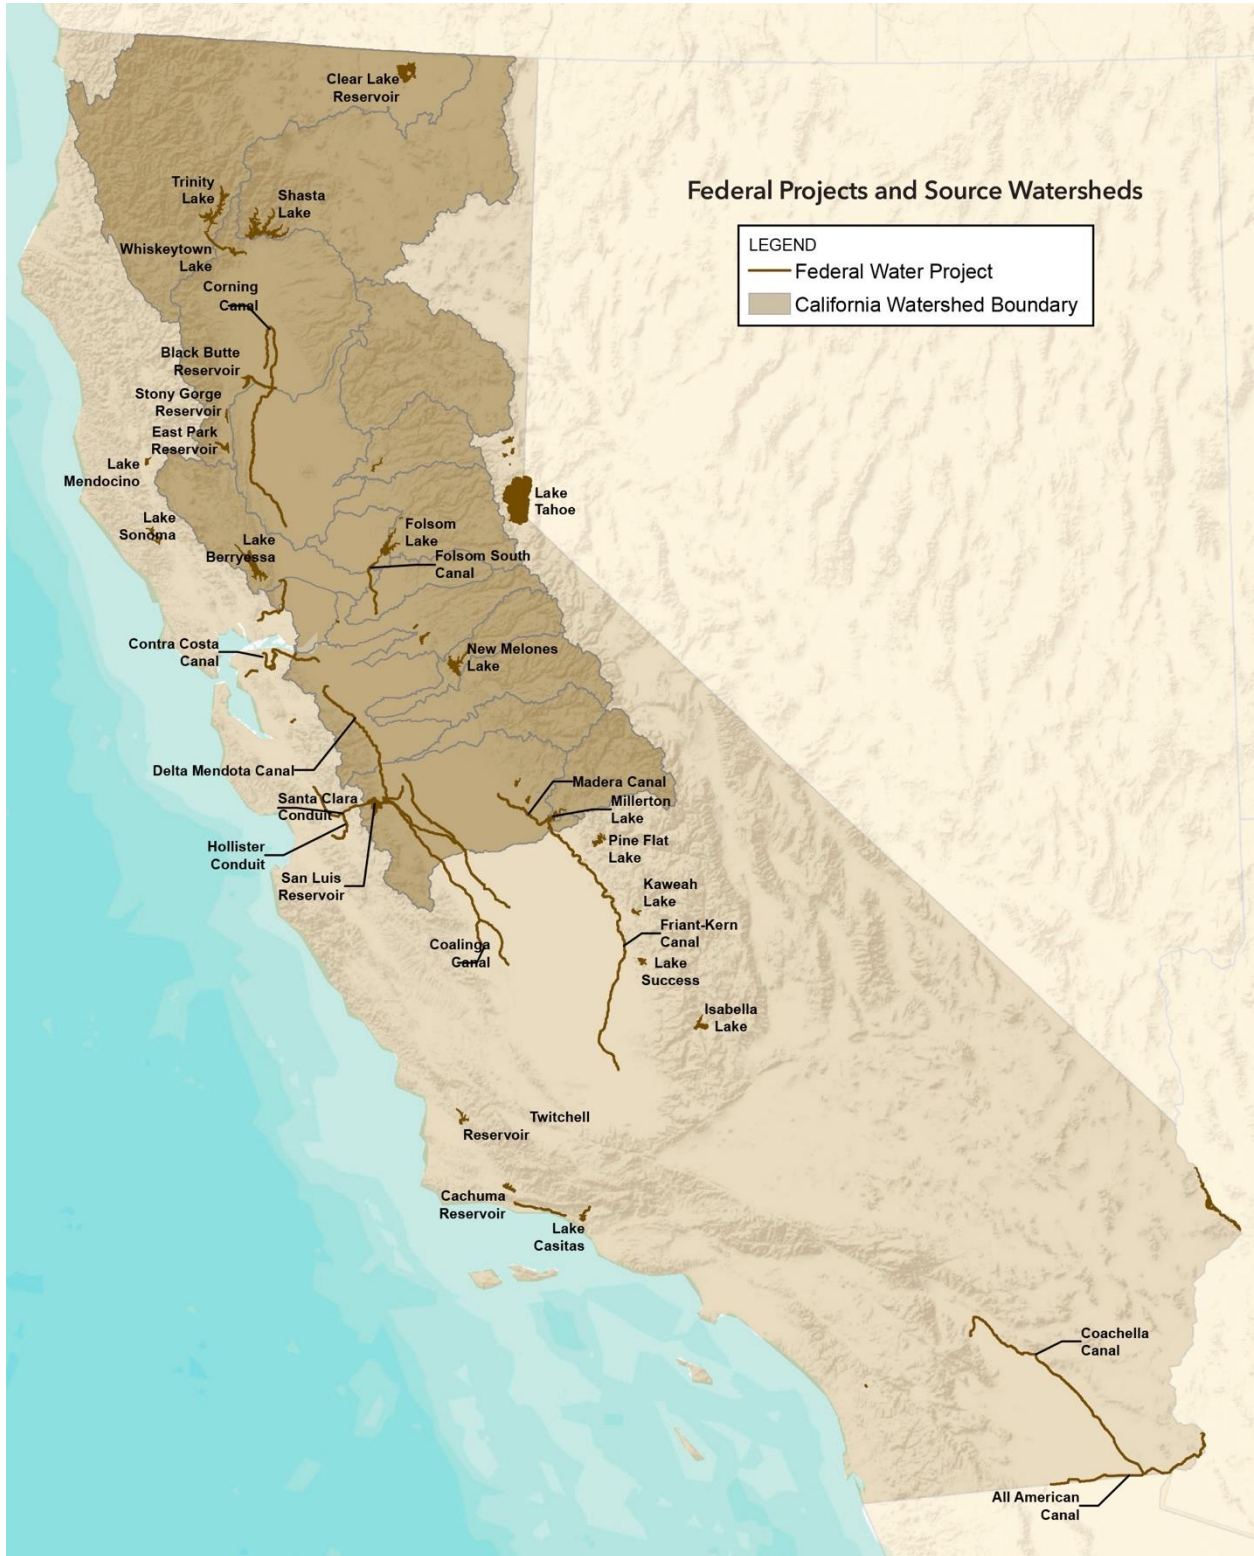 Clear Lake
Reservoir
Trinity
Lake
Shasta
Lake
Federal Projects and Source Watersheds
LEGEND
Federal Water Project
California Watershed Boundary
Whiskeytown
Lake
Corning
Canal
Black Butte
Reservoir
Stony Gorge
Reservoir
East Park
Reservoir
Lake
Mendocino
Lake
Tahoe
Lake
Sonoma
Lake
Berryessa
Folsom
Lake
Folsom South
Canal
Contra Costa
Canal
New Melones
Lake
Delta Mendota Canal
Madera Canal
Santa Clara
Conduit
Millerton
Lake
Hollister
Conduit
Pine Flat
Lake
San Luis
Reservoir
Kaweah
Lake
Friant-Kern
Canal
Coalinga
Canal
Lake
Success
Isabella
Lake
Twitchell
Reservoir
Cachuma
Reservoir
Lake
Casitas
Coachella
Canal
All American
Canal